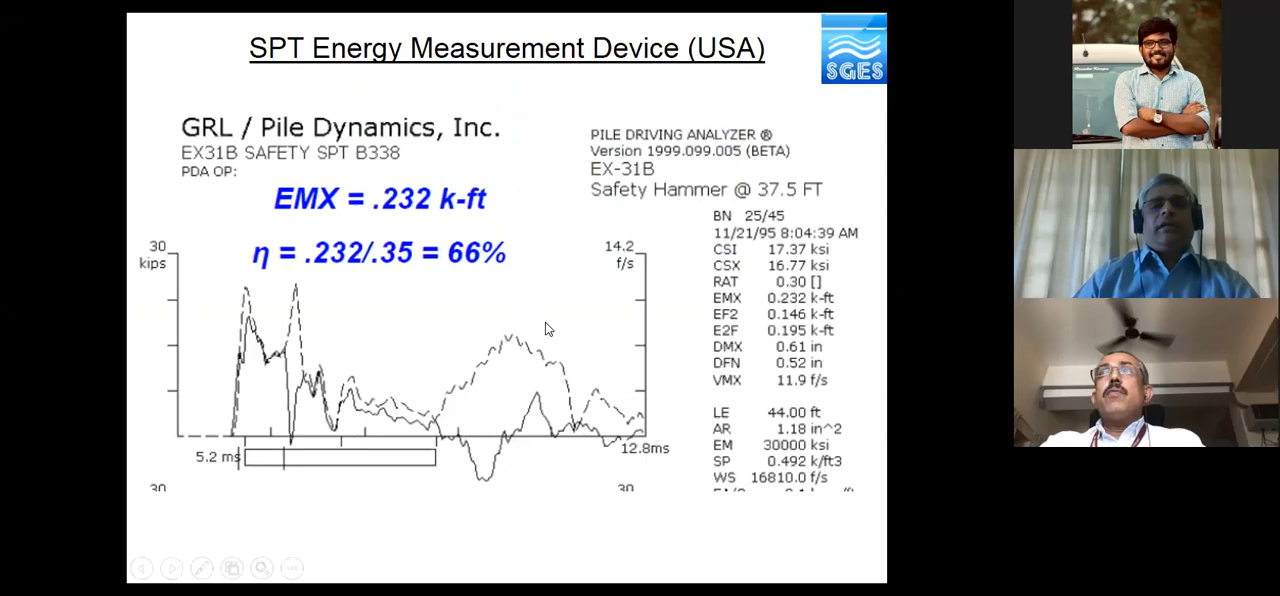 SPT Energy Measurement Device (USA)
SGES
GRL / Pile Dynamics, Inc.
EX31B SAFETY SPT B338
PDA OP:
PILE DRIVING ANALYZER ®
Version 1999.099.005 (BETA)
EX-31B
Safety Hammer @ 37.5 FT
EMX = .232 k-ft
η = .232/.35 = 66%
30
kips
14.2
f/s
5.2 ms
12.8ms
30
30
BN 25/45
11/21/95 8:04:39 AM
CSI 17.37 ksi
CSX 16.77 ksi
RAT 0.30 []
EMX 0.232 k-ft
EF2 0.146 k-ft
E2F 0.195 k-ft
DMX 0.61 in
DFN 0.52 in
VMX 11.9 f/s
LE 44.00 ft
AR 1.18 in^2
EM 30000 ksi
SP 0.492 k/ft3
WS 16810.0 f/s